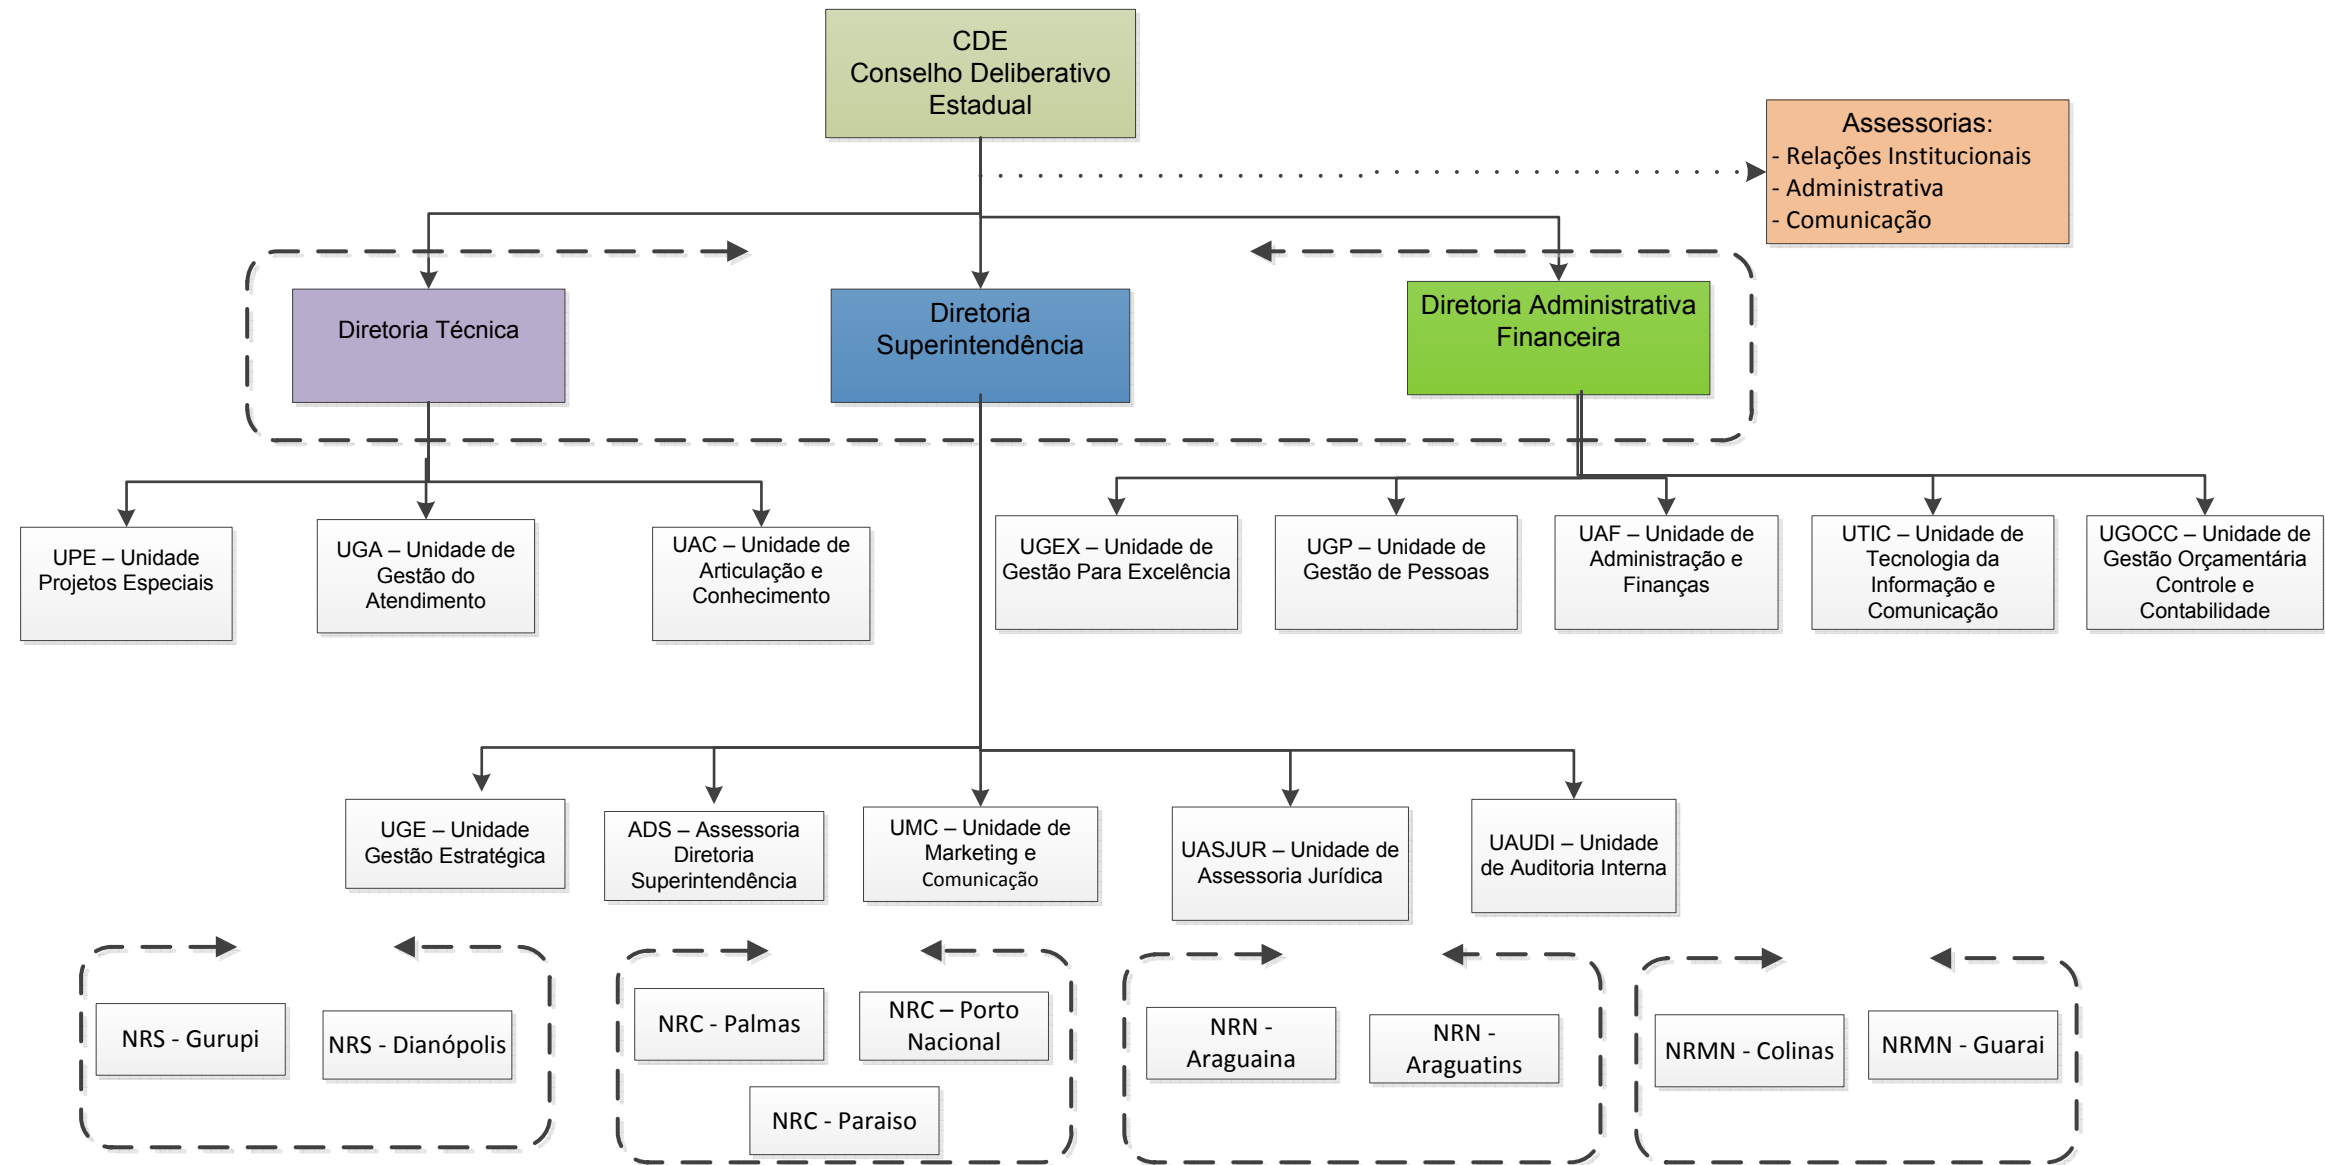 CDE
Conselho Deliberativo
Estadual
Assessorias:
- Relações Institucionais
- Administrativa
- Comunicação
Diretoria Técnica
Diretoria
Superintendência
Diretoria Administrativa
Financeira
UPE – Unidade
Projetos Especiais
UGA – Unidade de
Gestão do
Atendimento
UAC – Unidade de
Articulação e
Conhecimento
UGEX – Unidade de
Gestão Para Excelência
UGP – Unidade de
Gestão de Pessoas
UAF – Unidade de
Administração e
Finanças
UTIC – Unidade de
Tecnologia da
Informação e
Comunicação
UGOCC – Unidade de
Gestão Orçamentária
Controle e
Contabilidade
UGE – Unidade
Gestão Estratégica
ADS – Assessoria
Diretoria
Superintendência
UMC – Unidade de
Marketing e
Comunicação
UASJUR – Unidade de
Assessoria Jurídica
UAUDI – Unidade
de Auditoria Interna
NRS - Gurupi
NRS - Dianópolis
NRC - Palmas
NRC – Porto
Nacional
NRC - Paraiso
NRN -
Araguaina
NRN -
Araguatins
NRMN - Colinas
NRMN - Guarai